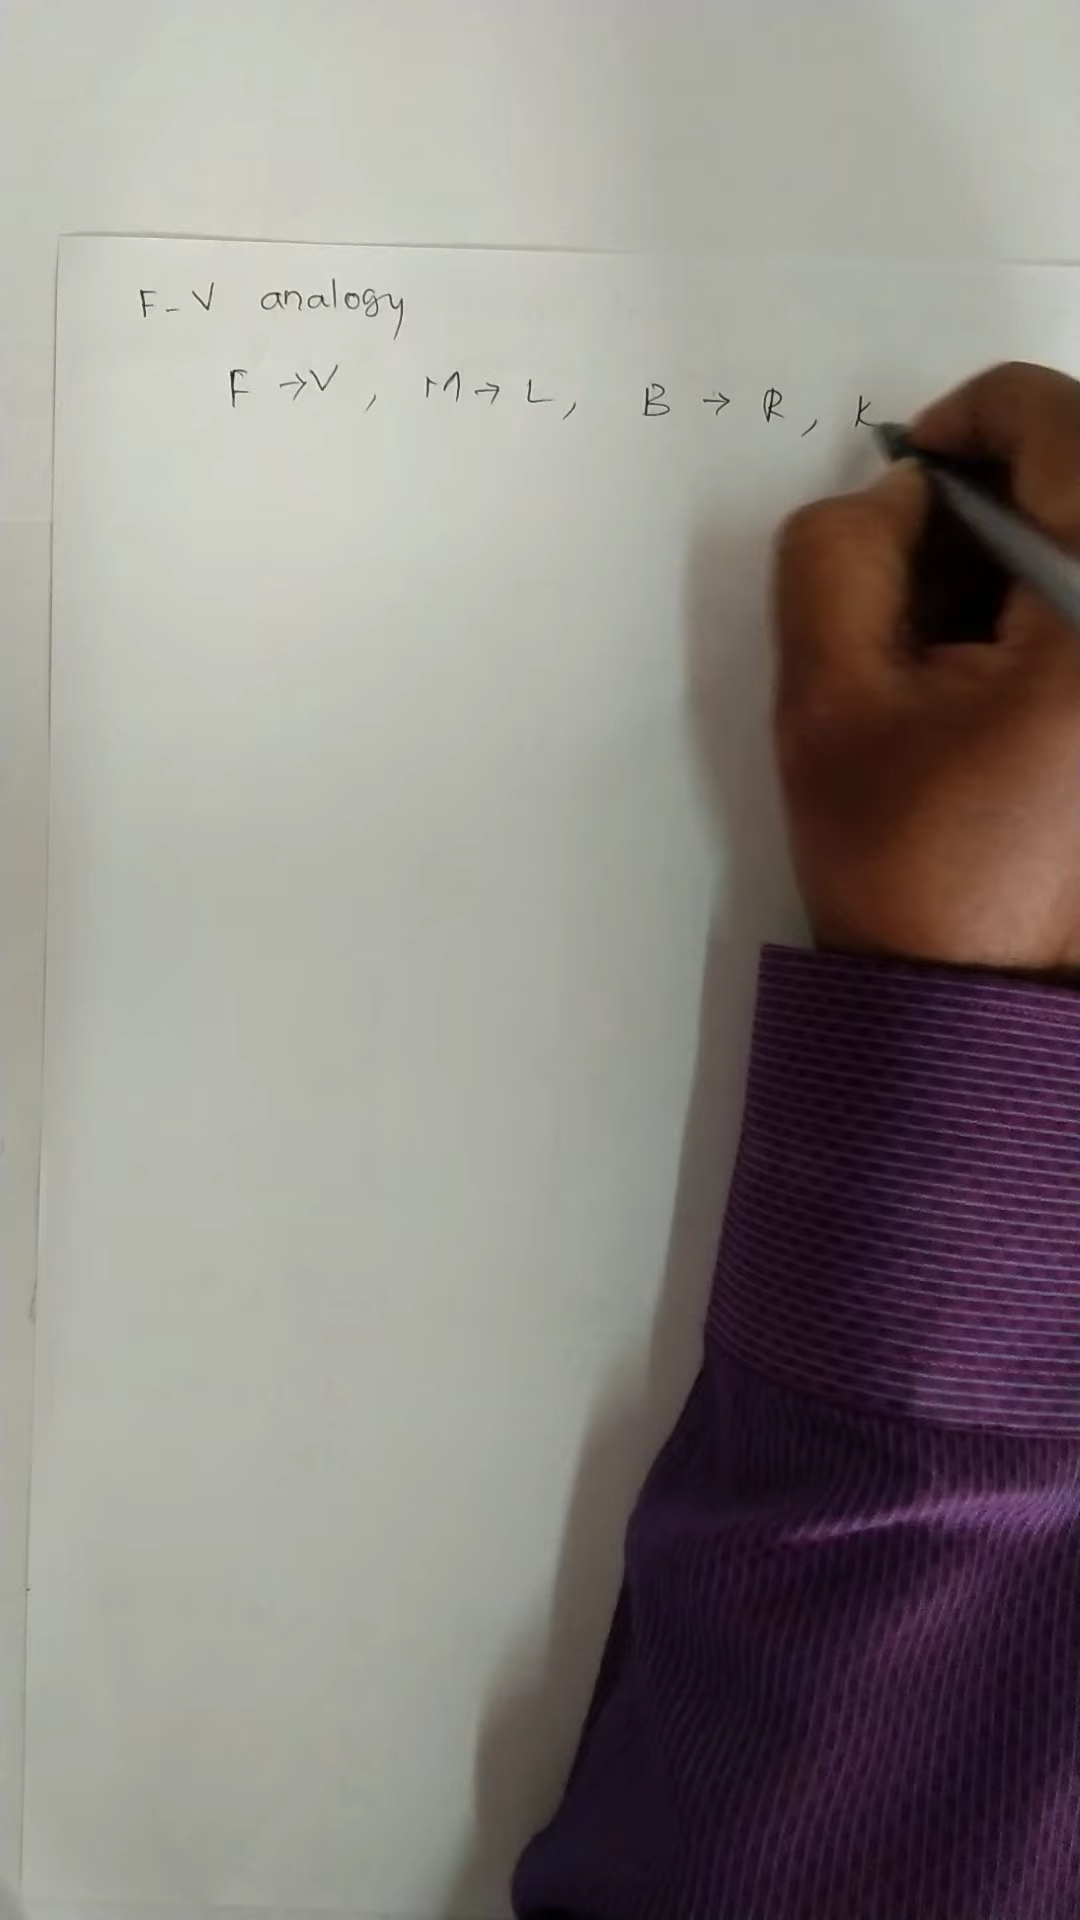 F-V analogy
F → V, M → L, B → R, K